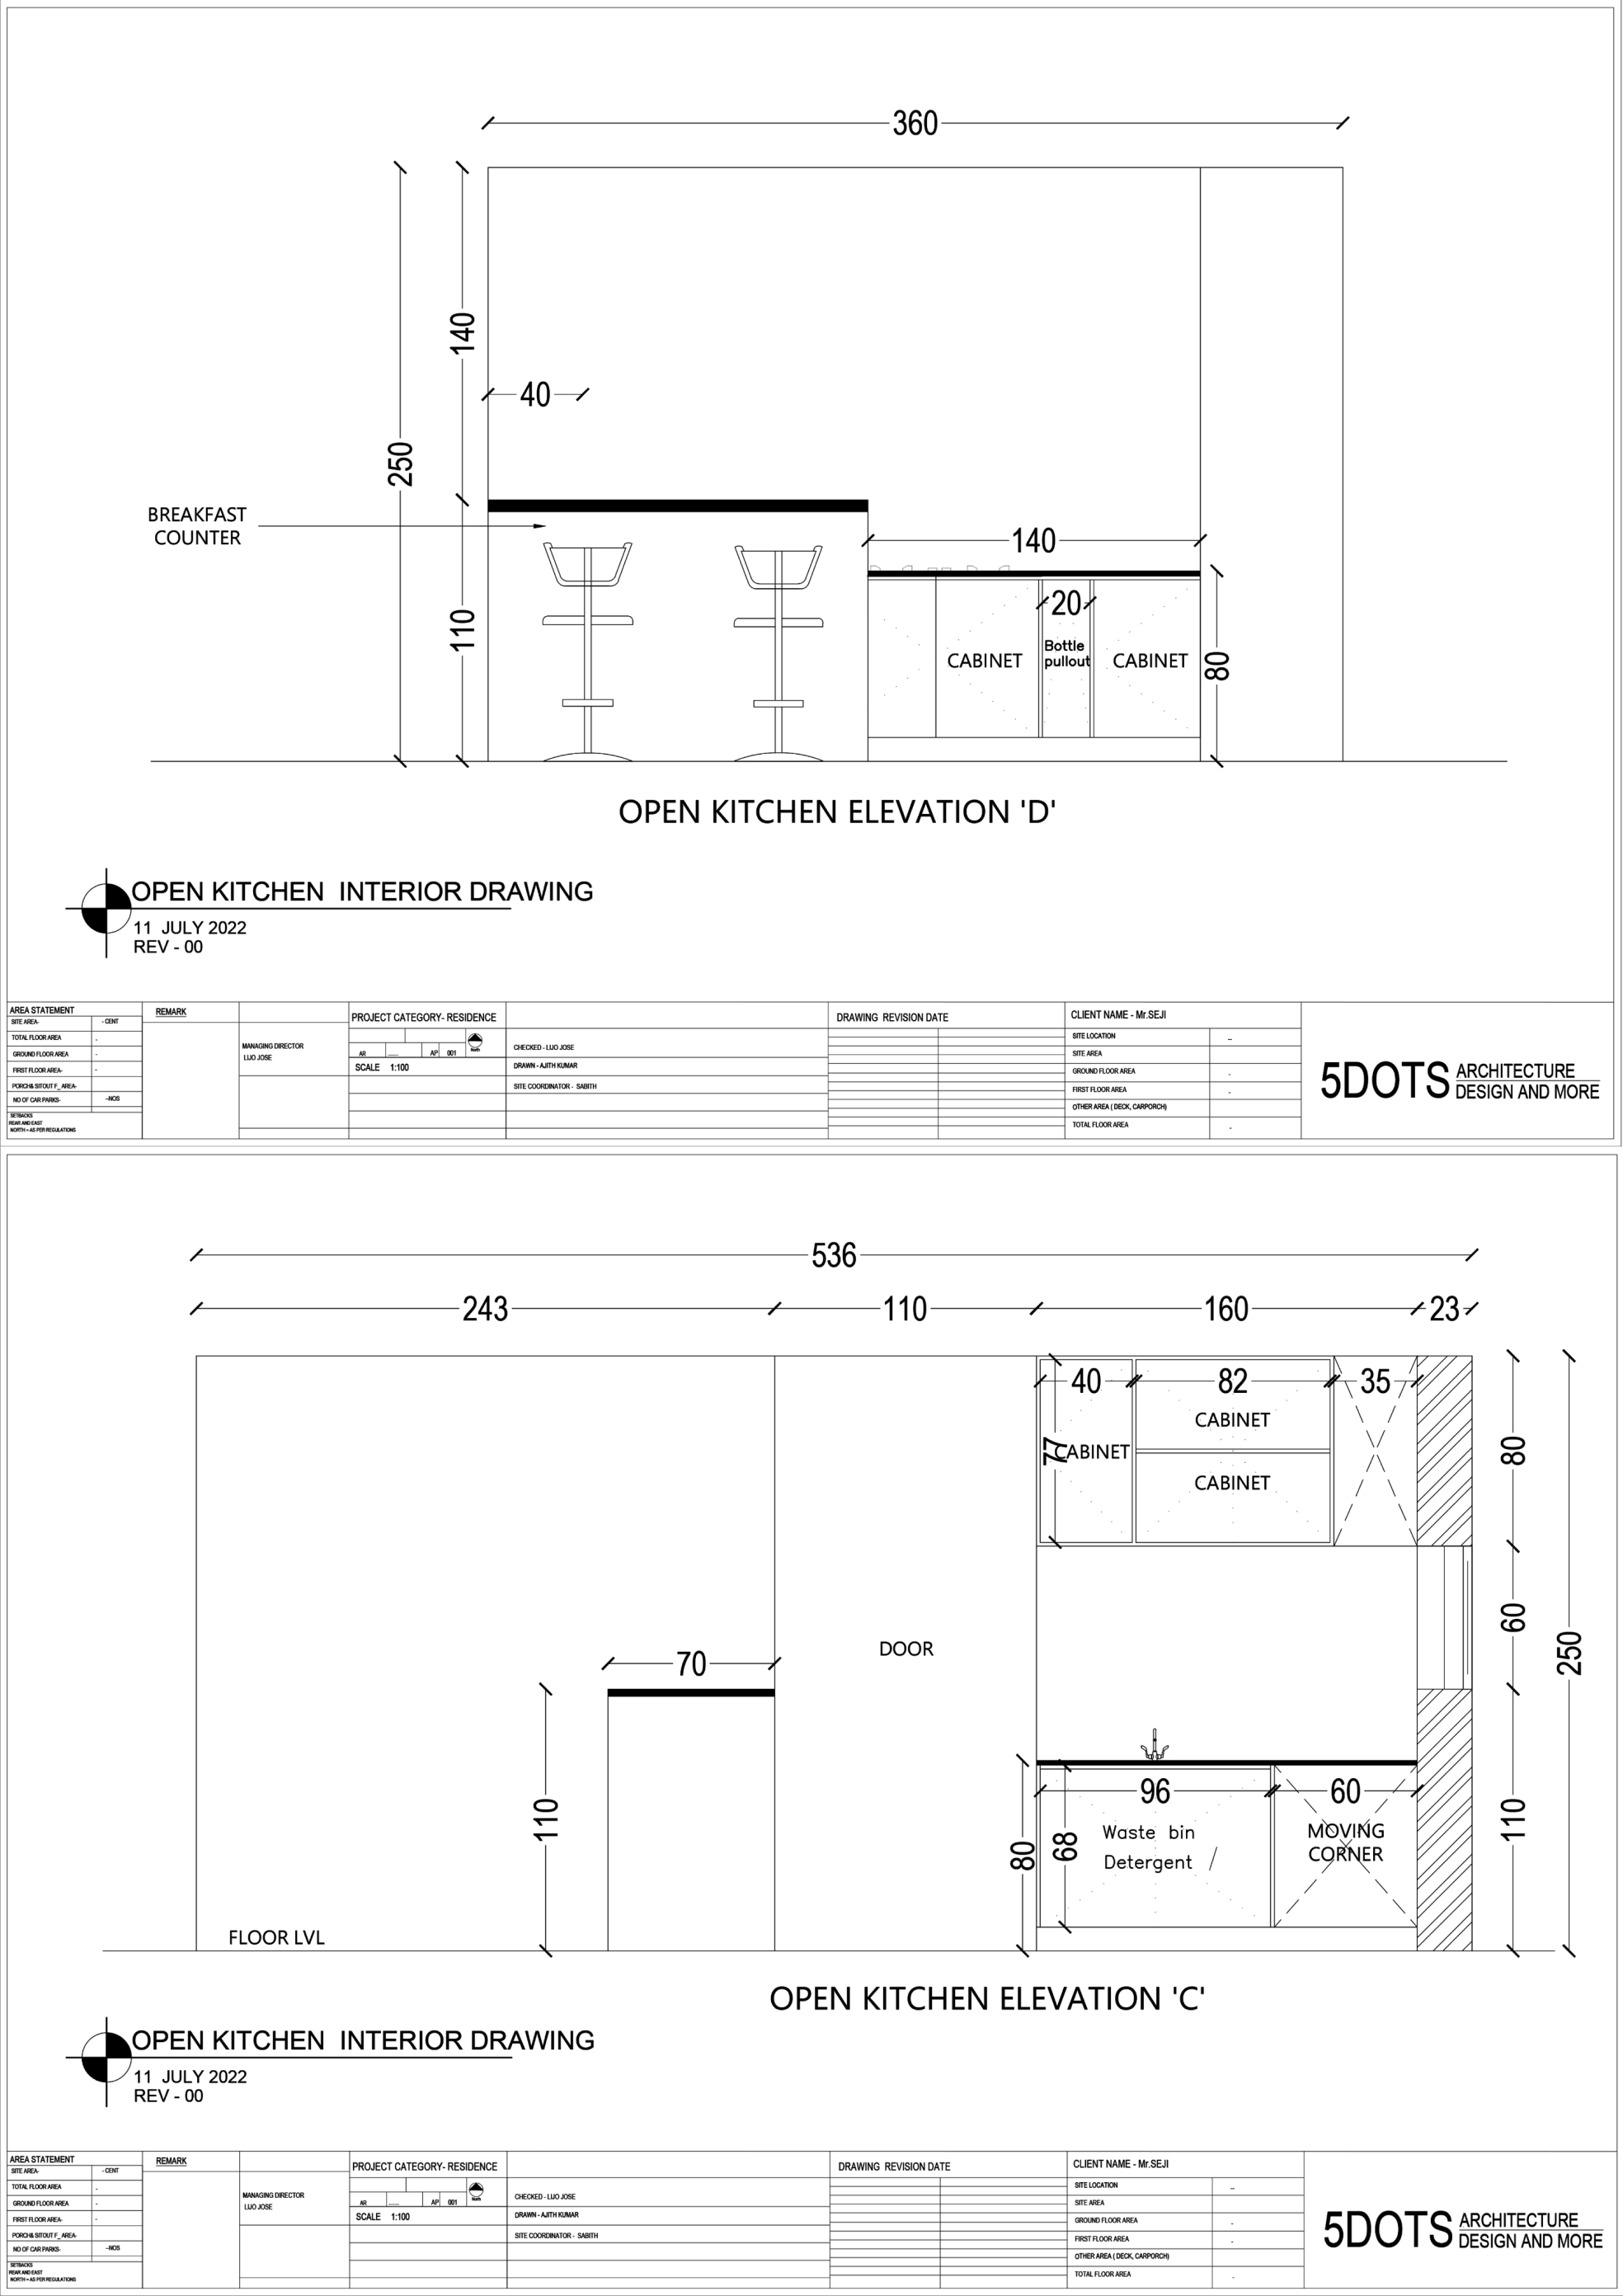 360
140
40
250
BREAKFAST
COUNTER
140
110
20
Bottle
pullout
CABINET
CABINET
80
OPEN KITCHEN ELEVATION 'D'
OPEN KITCHEN INTERIOR DRAWING
11 JULY 2022
REV - 00
AREA STATEMENT
SITE AREA- - CENT
TOTAL FLOOR AREA -
GROUND FLOOR AREA -
FIRST FLOOR AREA- -
PORCH& SITOUT F_ AREA-
NO OF CAR PARKS- --NOS
SETBACKS
REAR AND EAST
NORTH = AS PER REGULATIONS
REMARK
MANAGING DIRECTOR
LIJO JOSE
PROJECT CATEGORY- RESIDENCE
AR ...... AP 001 North
SCALE 1:100
CHECKED - LIJO JOSE
DRAWN - AJITH KUMAR
SITE COORDINATOR - SABITH
DRAWING REVISION DATE
CLIENT NAME - Mr.SEJI
SITE LOCATION --
SITE AREA
GROUND FLOOR AREA -
FIRST FLOOR AREA -
OTHER AREA ( DECK, CARPORCH)
TOTAL FLOOR AREA -
5DOTS ARCHITECTURE
DESIGN AND MORE
536
243 110 160 23
40 82 35
CABINET
77
CABINET
CABINET
80
60
250
DOOR
70
110
96 60
80
68
Waste bin
Detergent /
MOVING
CORNER
110
FLOOR LVL
OPEN KITCHEN ELEVATION 'C'
OPEN KITCHEN INTERIOR DRAWING
11 JULY 2022
REV - 00
AREA STATEMENT
SITE AREA- - CENT
TOTAL FLOOR AREA -
GROUND FLOOR AREA -
FIRST FLOOR AREA- -
PORCH& SITOUT F_ AREA-
NO OF CAR PARKS- --NOS
SETBACKS
REAR AND EAST
NORTH = AS PER REGULATIONS
REMARK
MANAGING DIRECTOR
LIJO JOSE
PROJECT CATEGORY- RESIDENCE
AR ...... AP 001 North
SCALE 1:100
CHECKED - LIJO JOSE
DRAWN - AJITH KUMAR
SITE COORDINATOR - SABITH
DRAWING REVISION DATE
CLIENT NAME - Mr.SEJI
SITE LOCATION --
SITE AREA
GROUND FLOOR AREA -
FIRST FLOOR AREA -
OTHER AREA ( DECK, CARPORCH)
TOTAL FLOOR AREA -
5DOTS ARCHITECTURE
DESIGN AND MORE